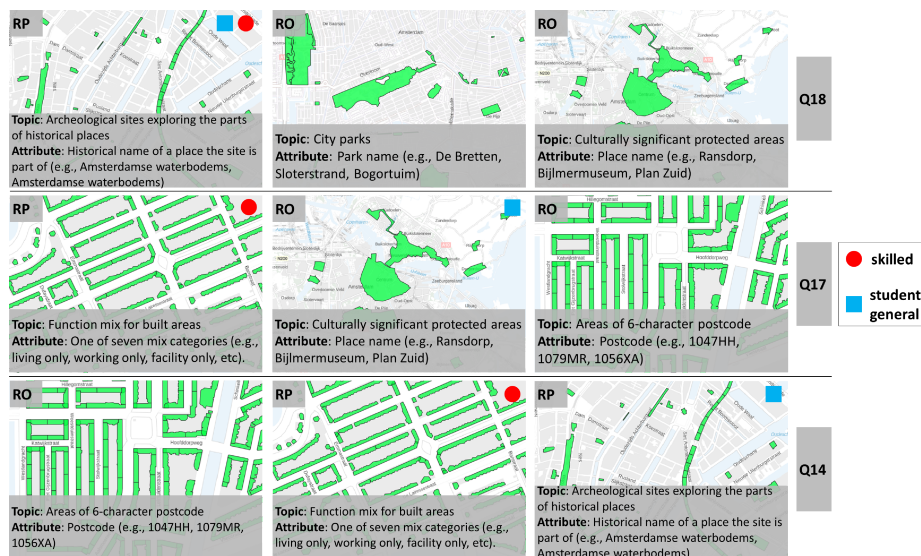 RP
RO
RO
Topic: Archeological sites exploring the parts
of historical places
Attribute: Historical name of a place the site is
part of (e.g., Amsterdamse waterbodems,
Amsterdamse waterbodems)
Amsterdam
Topic: City parks
Attribute: Park name (e.g., De Bretten,
Sloterstrand, Bogortuim)
Topic: Culturally significant protected areas
Attribute: Place name (e.g., Ransdorp,
Bijlmermuseum, Plan Zuid)
Q18
RP
RO
RO
Topic: Function mix for built areas
Attribute: One of seven mix categories (e.g.,
living only, working only, facility only, etc).
Topic: Culturally significant protected areas
Attribute: Place name (e.g., Ransdorp,
Bijlmermuseum, Plan Zuid)
Hoofddorpweg
Topic: Areas of 6-character postcode
Attribute: Postcode (e.g., 1047HH,
1079MR, 1056XA)
Q17
skilled
student
general
RO
RP
RP
Hoofddorpweg
Topic: Areas of 6-character postcode
Attribute: Postcode (e.g., 1047HH, 1079MR,
1056XA)
Topic: Function mix for built areas
Attribute: One of seven mix categories (e.g.,
living only, working only, facility only, etc).
Topic: Archeological sites exploring the parts
of historical places
Attribute: Historical name of a place the site is
part of (e.g., Amsterdamse waterbodems,
Amsterdamse waterbodems)
Q14